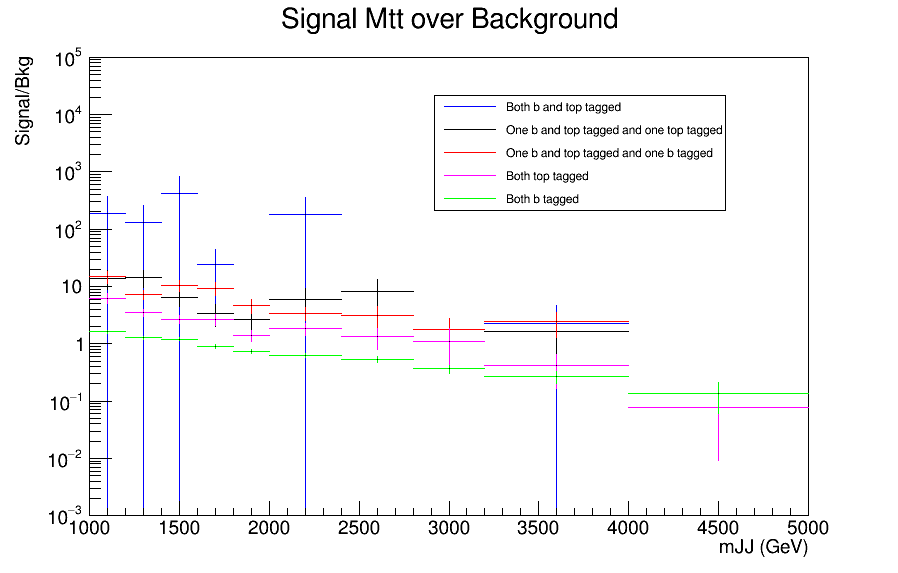 Signal Mtt over Background
Signal/Bkg
10^5
10^4
10^3
10^2
10
1
10^−1
10^−2
10^−3
Both b and top tagged
One b and top tagged and one top tagged
One b and top tagged and one b tagged
Both top tagged
Both b tagged
1000 1500 2000 2500 3000 3500 4000 4500 5000
mJJ (GeV)